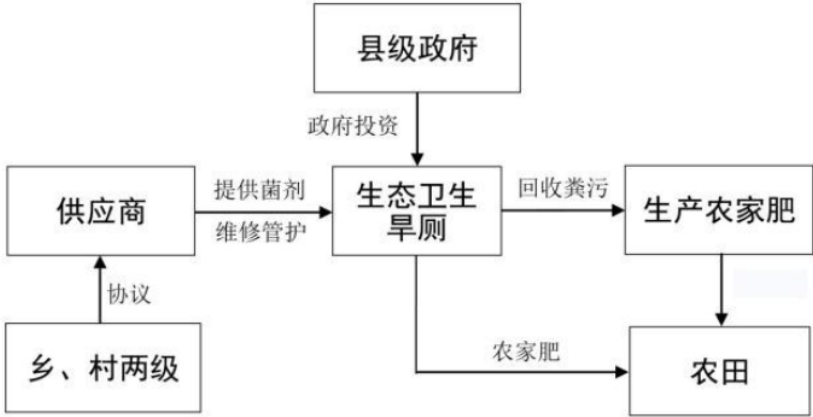 县级政府
政府投资
供应商
提供菌剂
维修管护
生态卫生
旱厕
回收粪污
生产农家肥
协议
乡、村两级
农家肥
农田